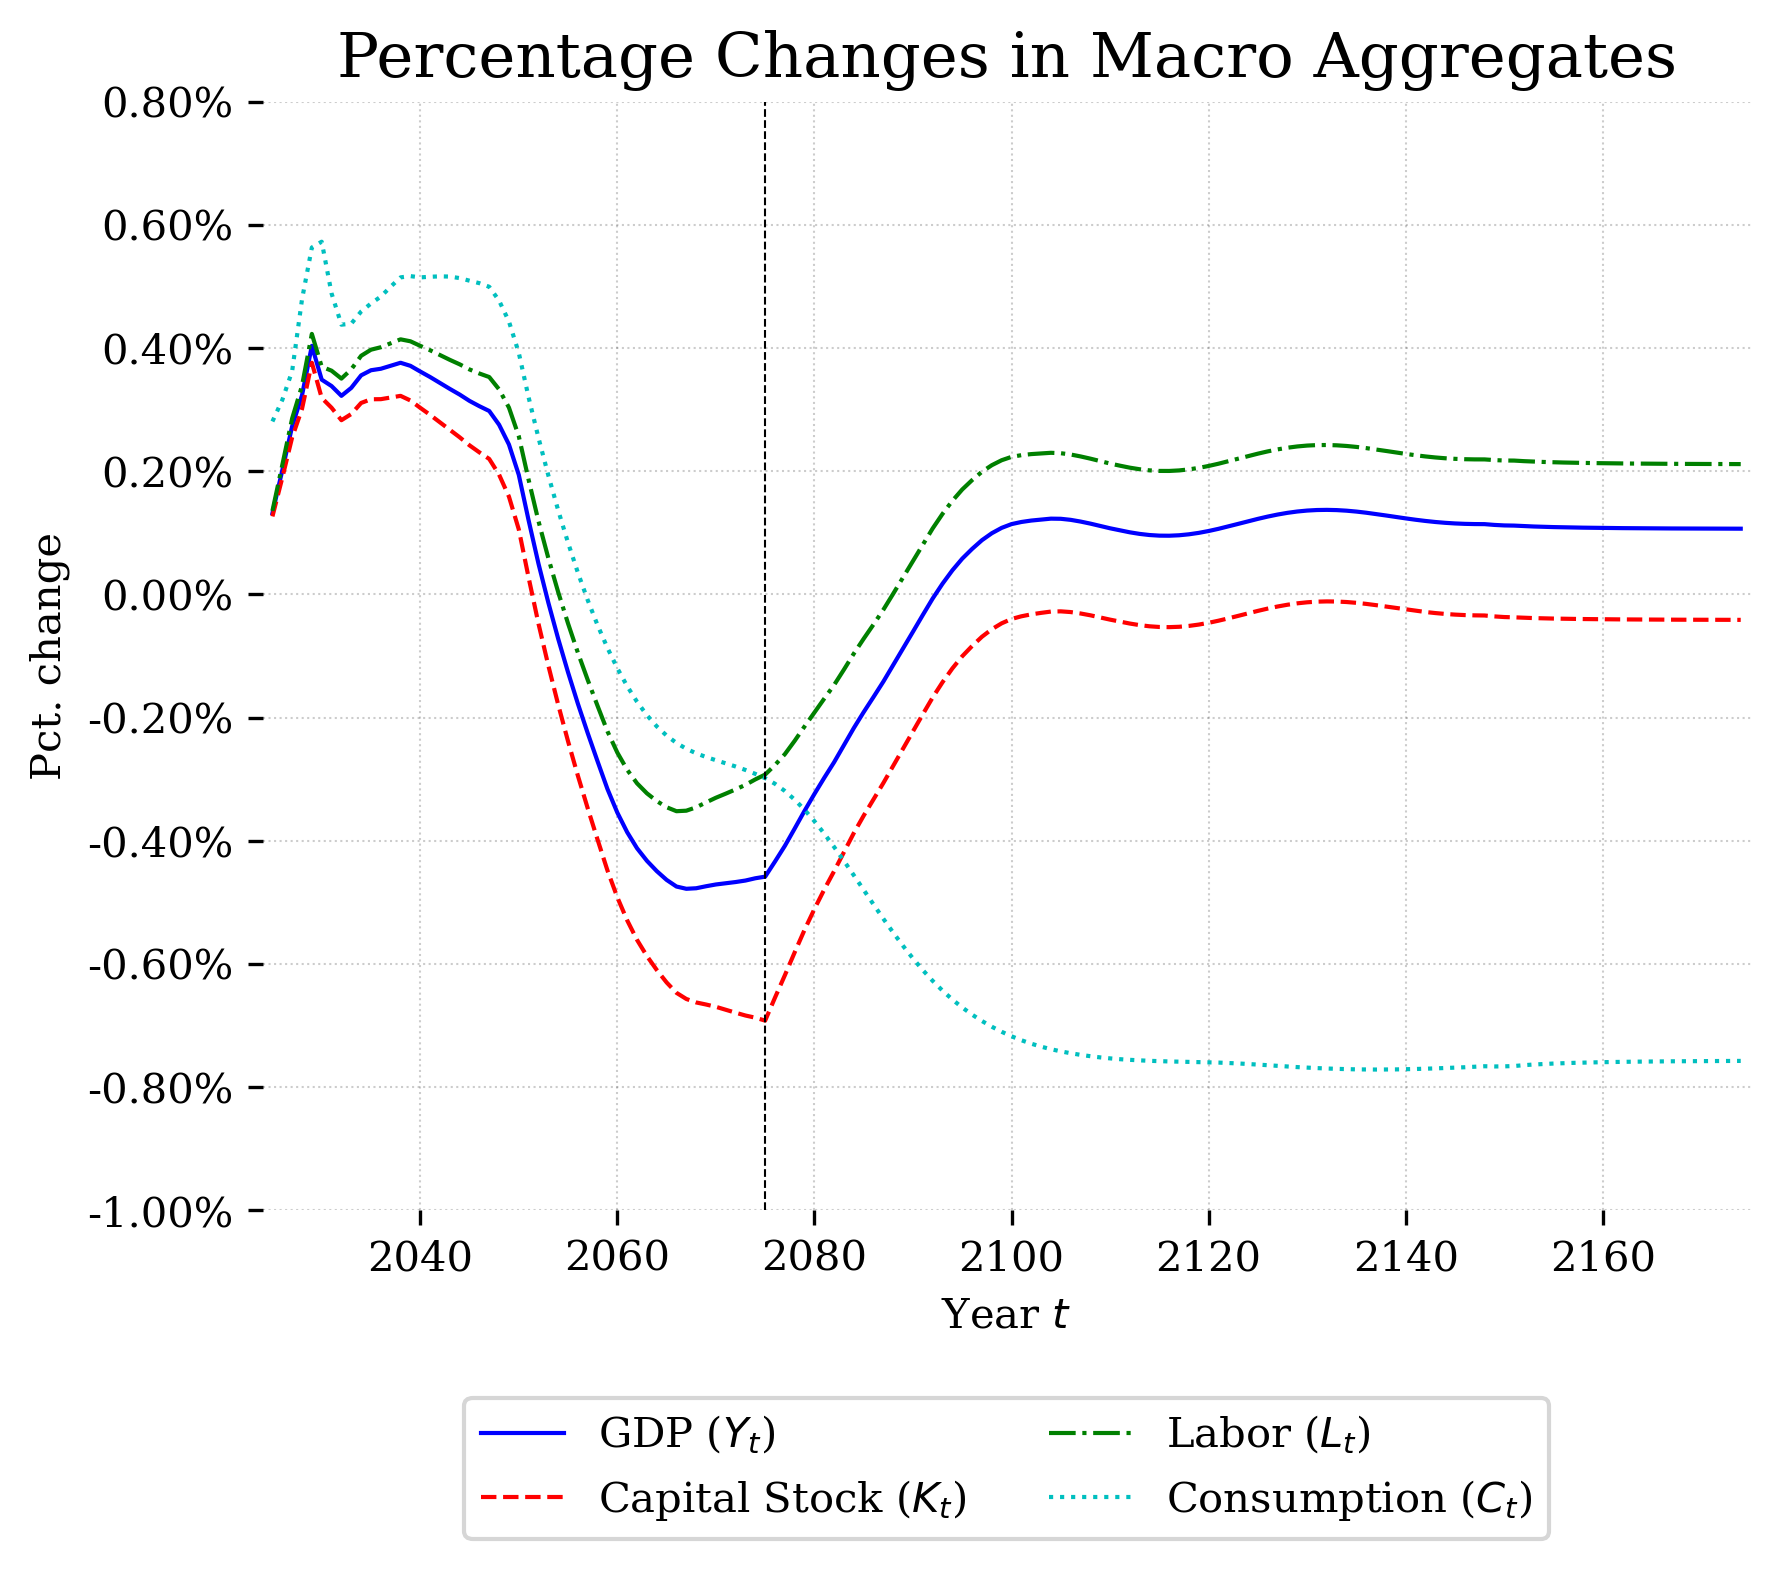 Percentage Changes in Macro Aggregates
0.80%
0.60%
0.40%
0.20%
0.00%
-0.20%
-0.40%
-0.60%
-0.80%
-1.00%
Pct. change
2040 2060 2080 2100 2120 2140 2160
Year t
GDP (Yₜ) Labor (Lₜ)
Capital Stock (Kₜ) Consumption (Cₜ)